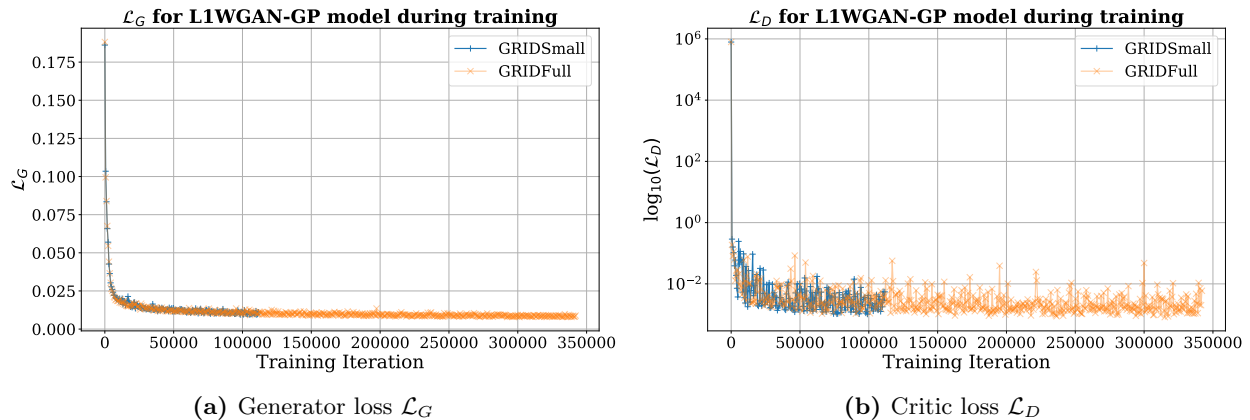 ℒ_G for L1WGAN-GP model during training
GRIDSmall
GRIDFull
0.175
0.150
0.125
0.100
0.075
0.050
0.025
0.000
ℒ_G
0 50000 100000 150000 200000 250000 300000 350000
Training Iteration
(a) Generator loss ℒ_G
ℒ_D for L1WGAN-GP model during training
GRIDSmall
GRIDFull
10^6
10^4
10^2
10^0
10^−2
log_10(ℒ_D)
0 50000 100000 150000 200000 250000 300000 350000
Training Iteration
(b) Critic loss ℒ_D